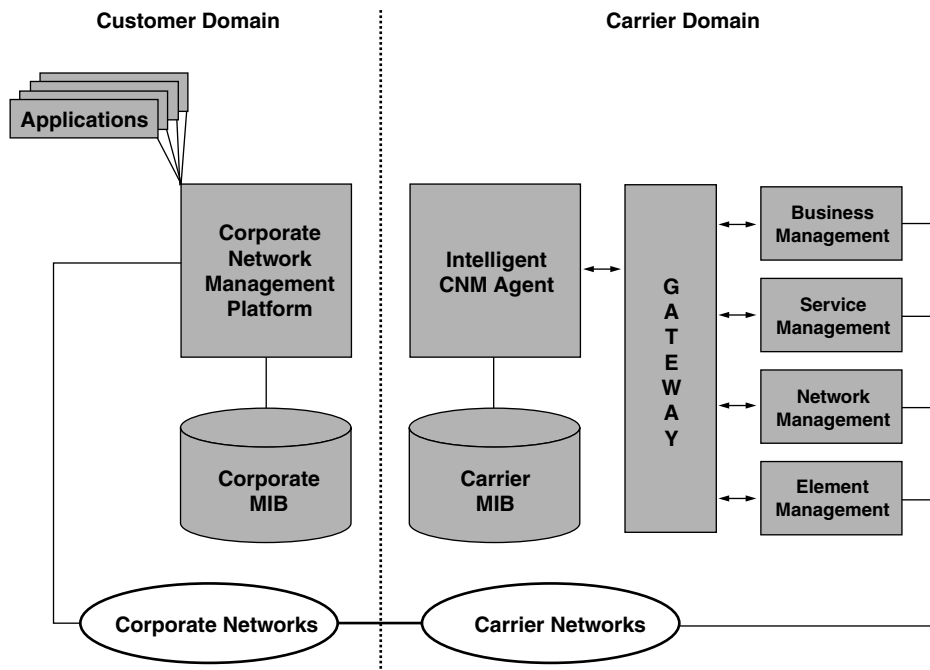 Customer Domain
Carrier Domain
Applications
Corporate
Network
Management
Platform
Intelligent
CNM Agent
G
A
T
E
W
A
Y
Business
Management
Service
Management
Network
Management
Element
Management
Corporate
MIB
Carrier
MIB
Corporate Networks
Carrier Networks